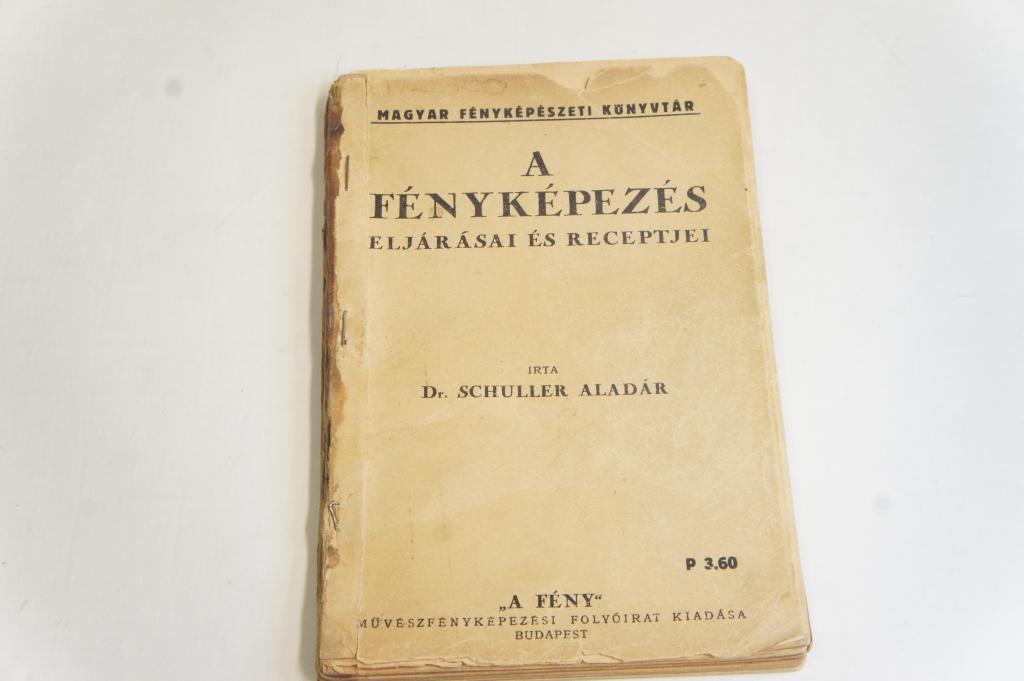 MAGYAR FÉNYKÉPÉSZETI KÖNYVTÁR
A
FÉNYKÉPEZÉS
ELJÁRÁSAI ÉS RECEPTJEI
IRTA
Dr. SCHULLER ALADÁR
P 3.60
„A FÉNY“
MŰVÉSZFÉNYKÉPEZÉSI FOLYÓIRAT KIADÁSA
BUDAPEST